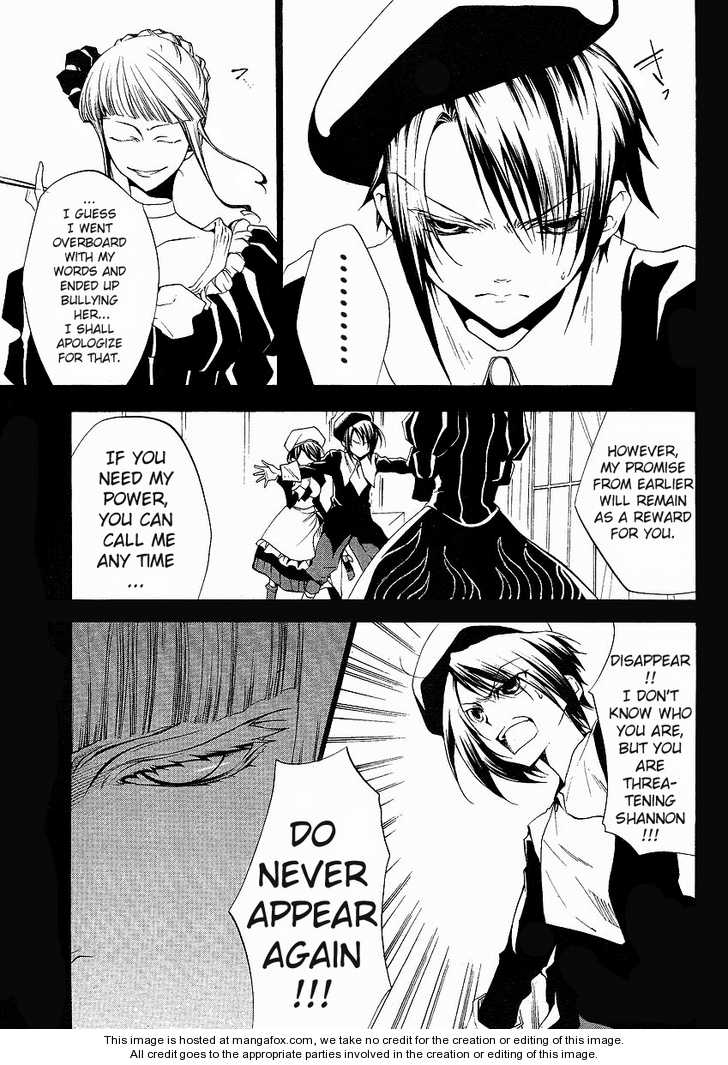 ......
...
I GUESS
I WENT
OVERBOARD
WITH MY
WORDS AND
ENDED UP
BULLYING
HER...
I SHALL
APOLOGIZE
FOR THAT.
HOWEVER,
MY PROMISE
FROM EARLIER
WILL REMAIN
AS A REWARD
FOR YOU.
IF YOU
NEED MY
POWER,
YOU CAN
CALL ME
ANY TIME
...
DISAPPEAR
!!
I DON'T
KNOW WHO
YOU ARE,
BUT YOU
ARE
THREA-
TENING
SHANNON
!!!
DO
NEVER
APPEAR
AGAIN
!!!
This image is hosted at mangafox.com, we take no credit for the creation or editing of this image.
All credit goes to the appropriate parties involved in the creation or editing of this image.